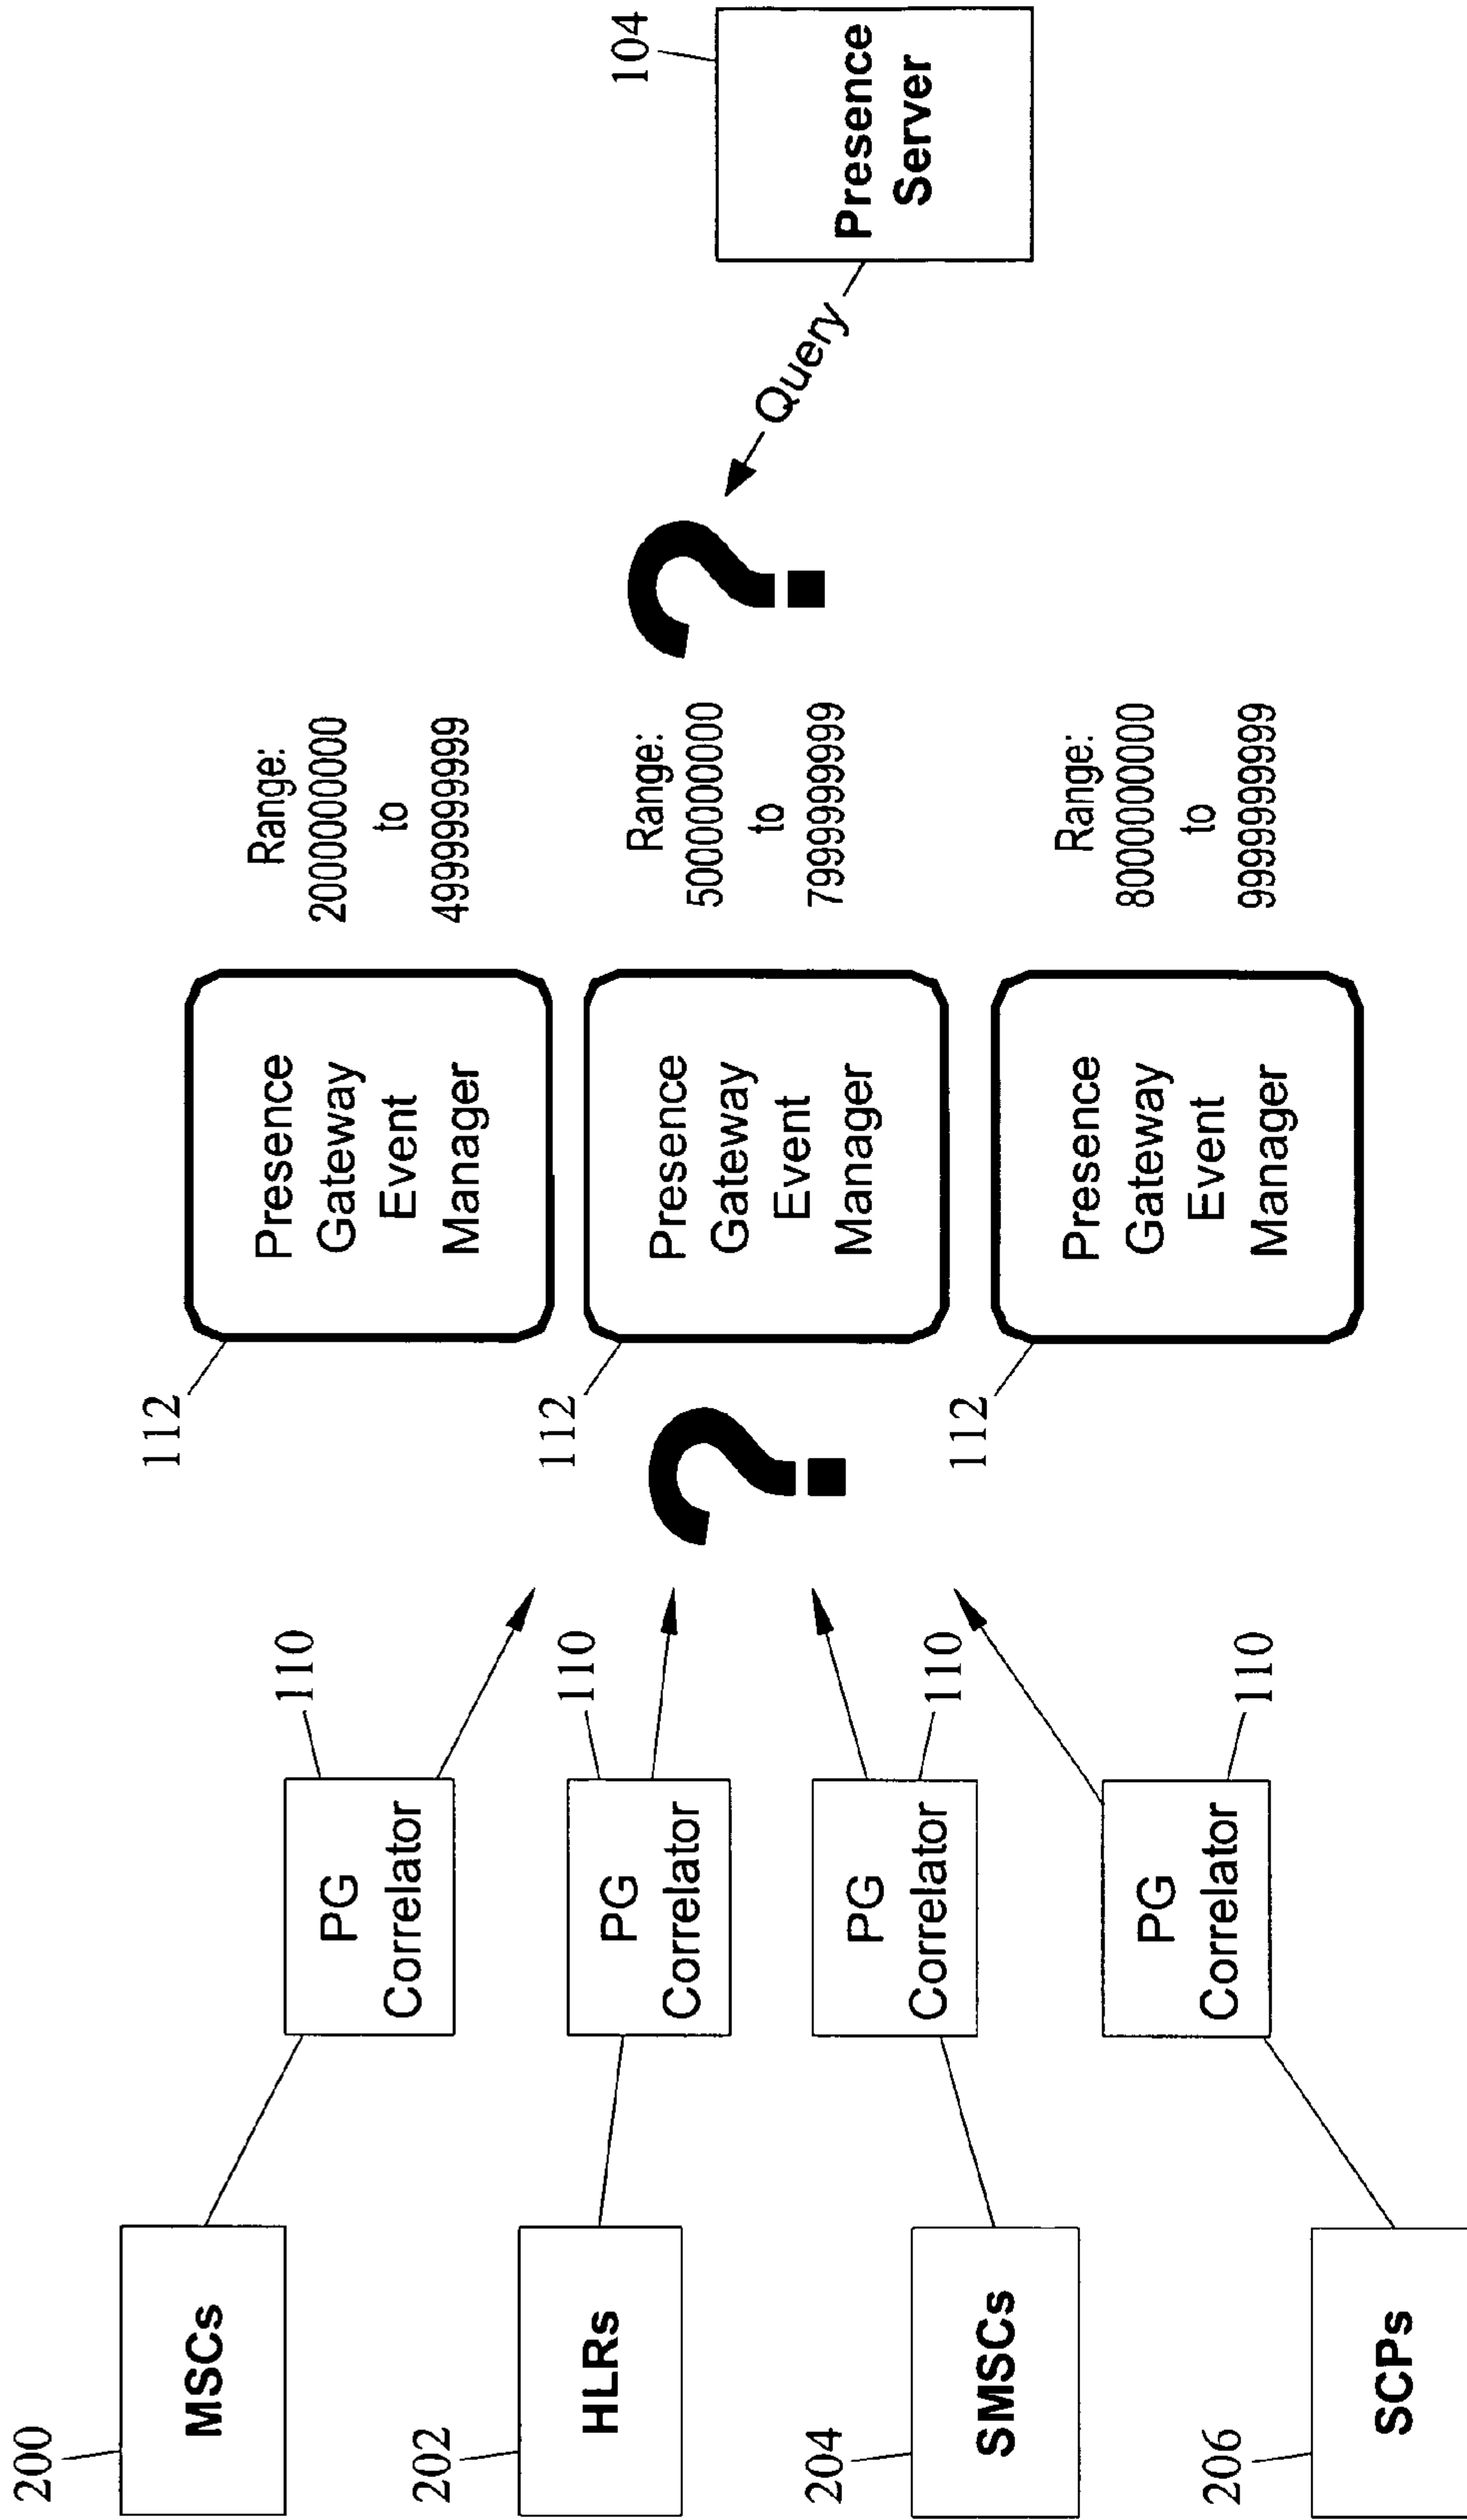 200
MSCs
202
HLRs
204
SMSCs
206
SCPs
110
PG
Correlator
110
PG
Correlator
110
PG
Correlator
110
PG
Correlator
?
112
Presence
Gateway
Event
Manager
112
Presence
Gateway
Event
Manager
112
Presence
Gateway
Event
Manager
Range:
2000000000
to
4999999999
Range:
5000000000
to
7999999999
Range:
8000000000
to
9999999999
?
Query
104
Presence
Server